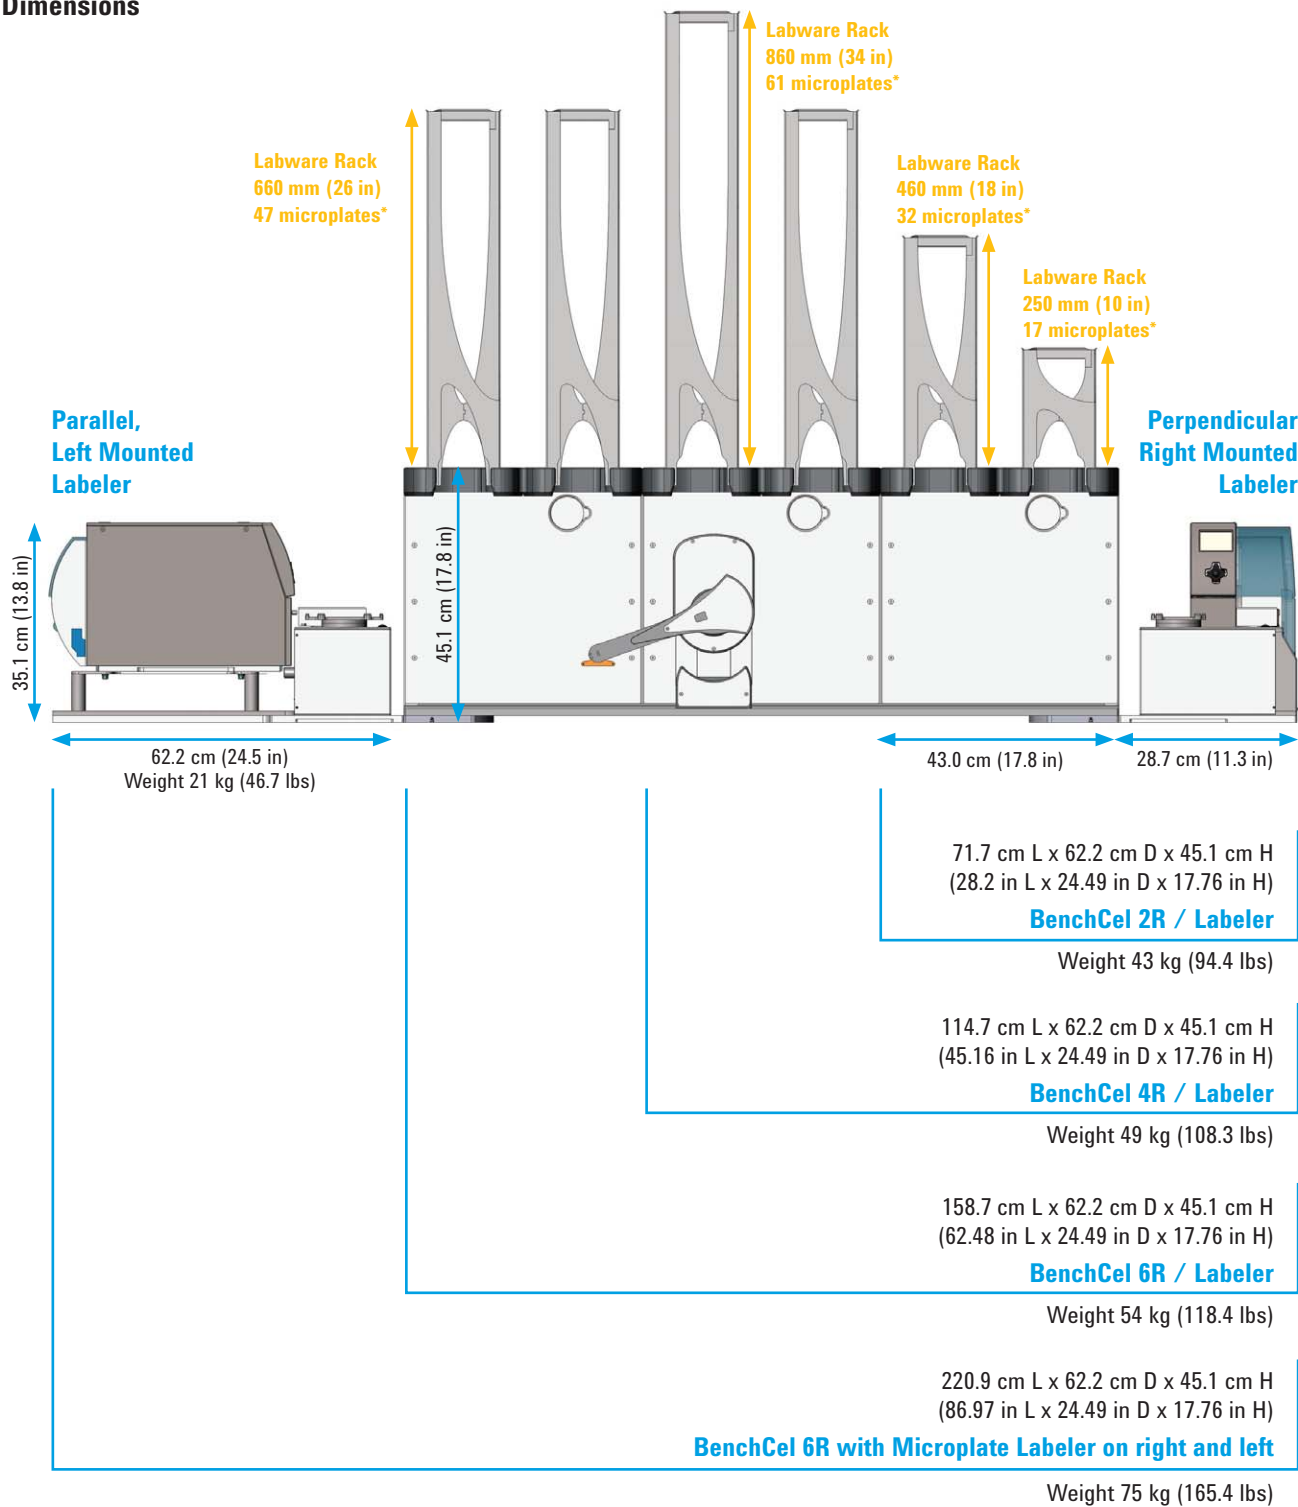 Dimensions
Labware Rack
860 mm (34 in)
61 microplates*
Labware Rack
660 mm (26 in)
47 microplates*
Labware Rack
460 mm (18 in)
32 microplates*
Labware Rack
250 mm (10 in)
17 microplates*
Parallel,
Left Mounted
Labeler
Perpendicular
Right Mounted
Labeler
35.1 cm (13.8 in)
45.1 cm (17.8 in)
62.2 cm (24.5 in)
Weight 21 kg (46.7 lbs)
43.0 cm (17.8 in)
28.7 cm (11.3 in)
71.7 cm L x 62.2 cm D x 45.1 cm H
(28.2 in L x 24.49 in D x 17.76 in H)
BenchCel 2R / Labeler
Weight 43 kg (94.4 lbs)
114.7 cm L x 62.2 cm D x 45.1 cm H
(45.16 in L x 24.49 in D x 17.76 in H)
BenchCel 4R / Labeler
Weight 49 kg (108.3 lbs)
158.7 cm L x 62.2 cm D x 45.1 cm H
(62.48 in L x 24.49 in D x 17.76 in H)
BenchCel 6R / Labeler
Weight 54 kg (118.4 lbs)
220.9 cm L x 62.2 cm D x 45.1 cm H
(86.97 in L x 24.49 in D x 17.76 in H)
BenchCel 6R with Microplate Labeler on right and left
Weight 75 kg (165.4 lbs)